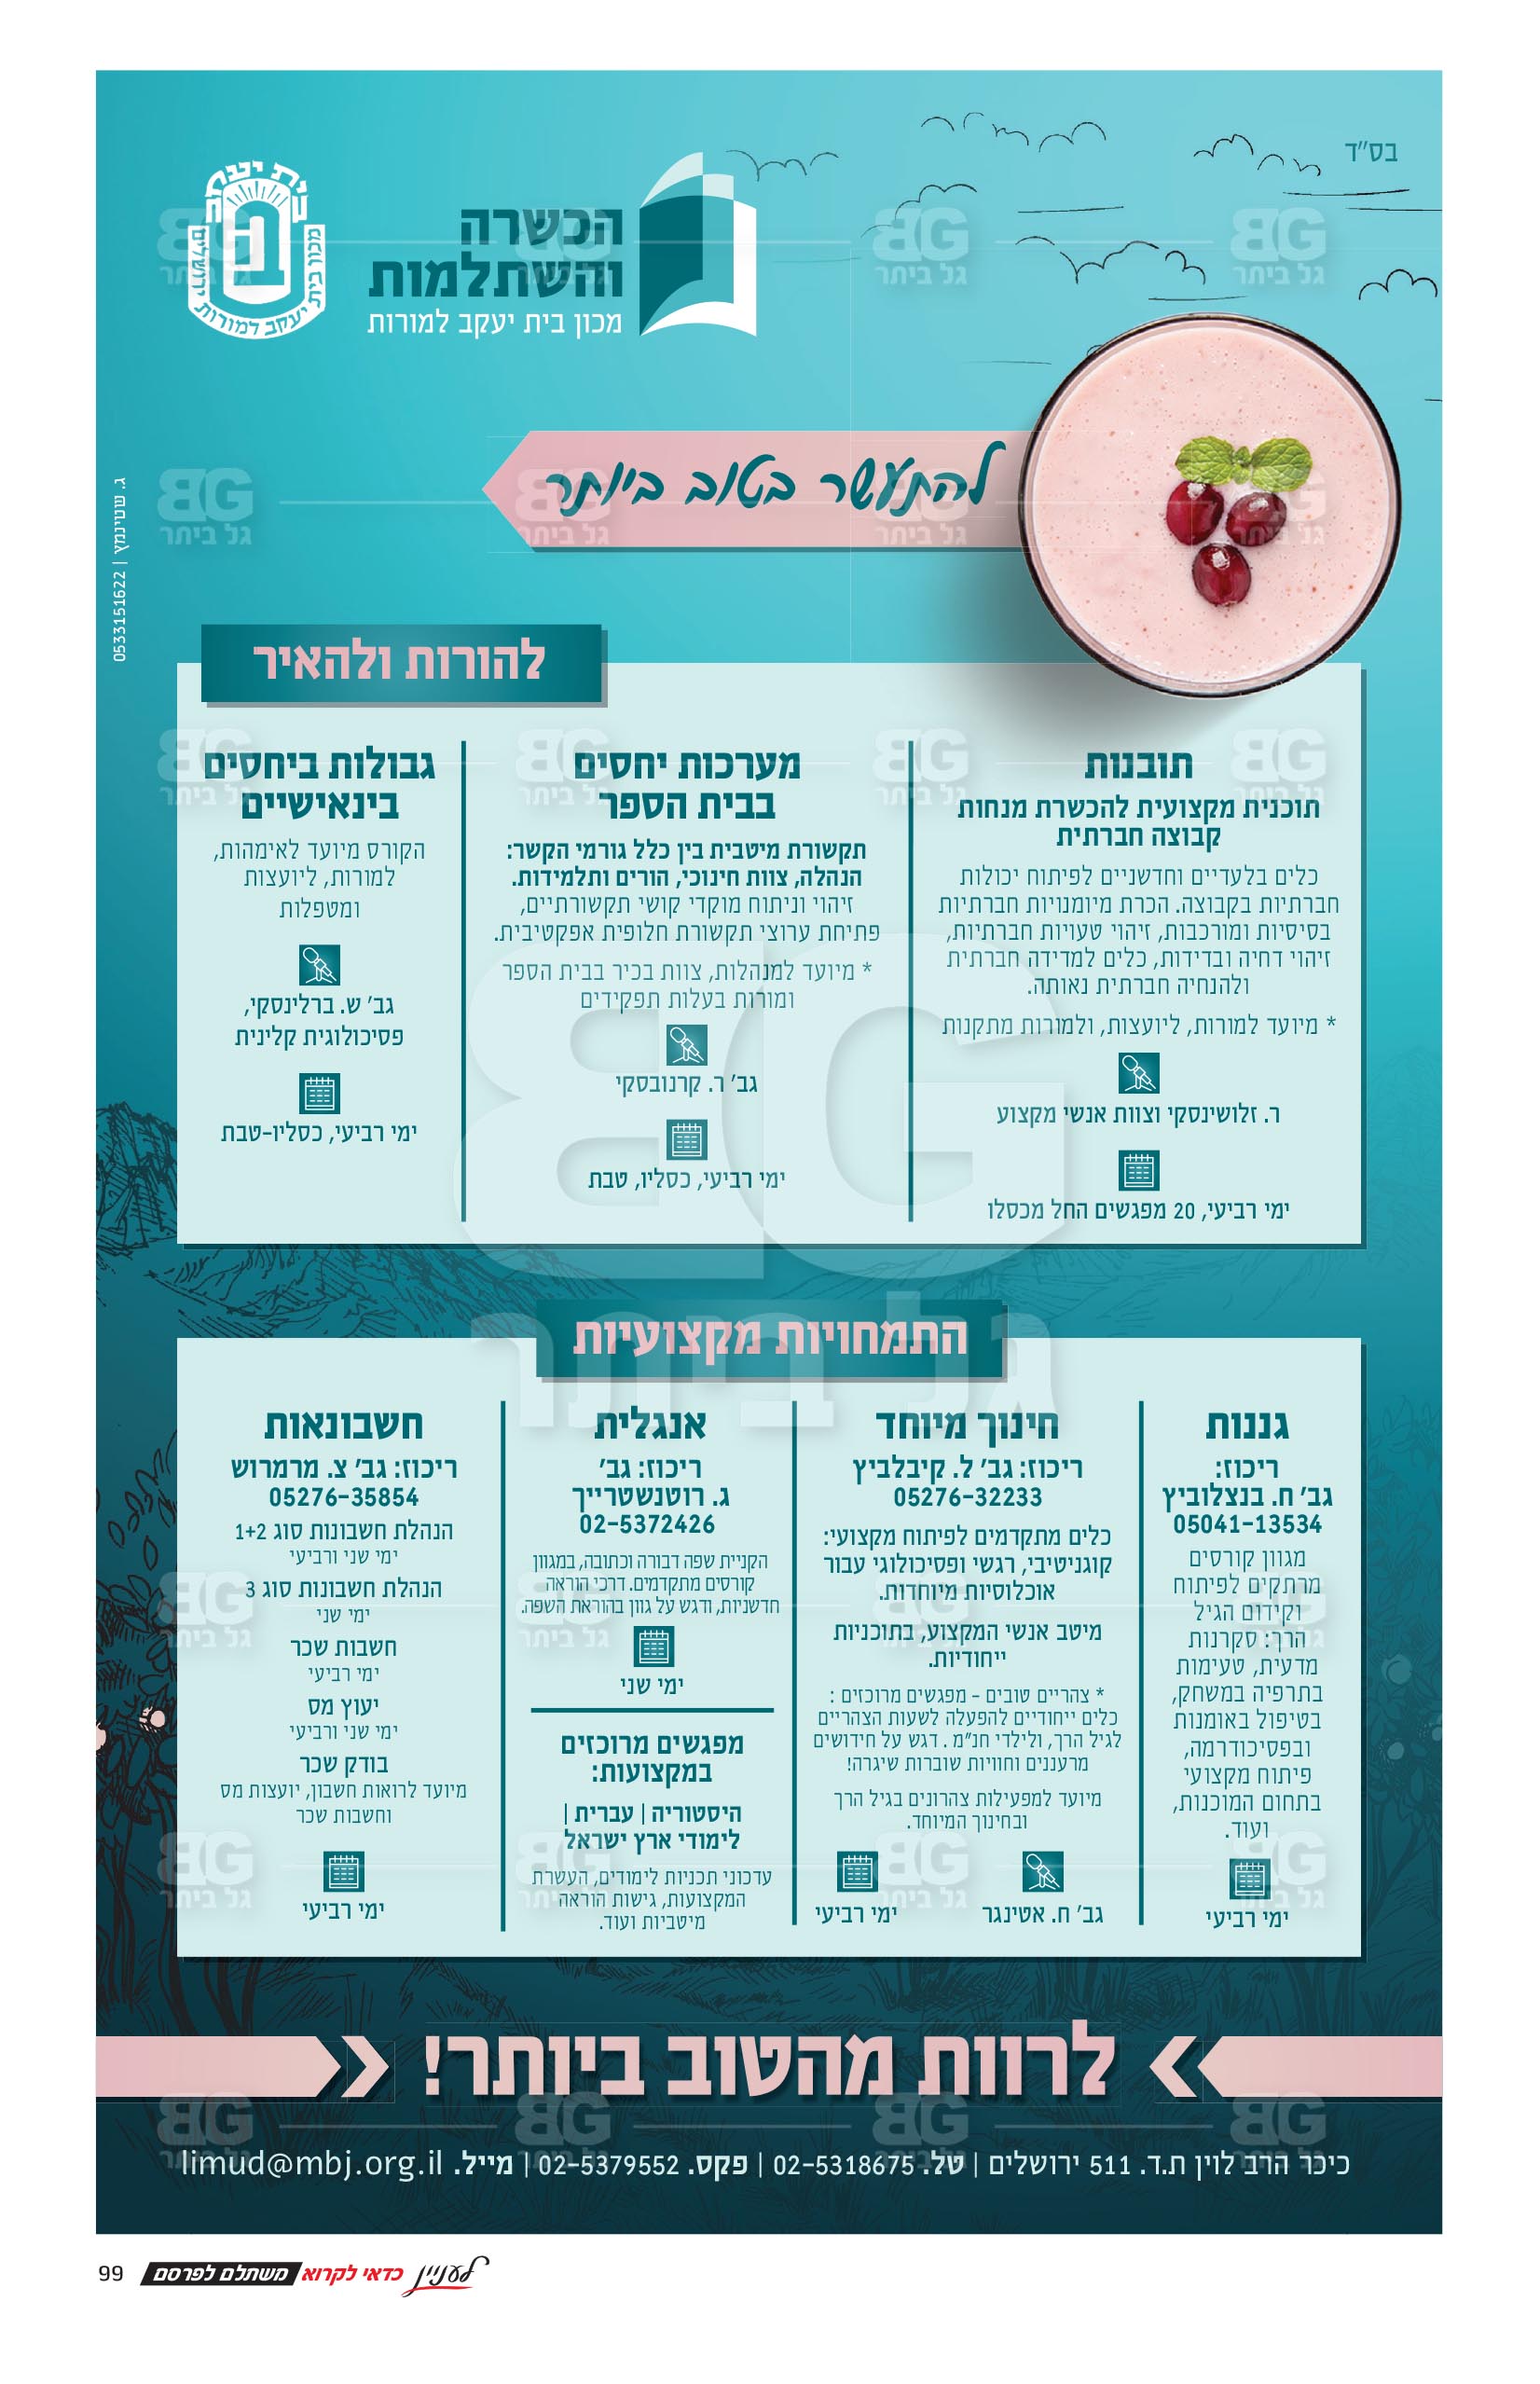 בס"ד
הכשרה
והשתלמות
מכון בית יעקב למורות
מכון בית יעקב למורות ירושלים
להתעשר בטוב ביותר
ג. שטינמץ | 0533151622
להורות ולהאיר
תובנות
תוכנית מקצועית להכשרת מנחות
קבוצה חברתית
כלים בלעדיים וחדשניים לפיתוח יכולות
חברתיות בקבוצה. הכרת מיומנויות חברתיות
בסיסיות ומורכבות, זיהוי טעויות חברתיות,
זיהוי דחיה ובדידות, כלים למדידה חברתית
ולהנחיה חברתית נאותה.
* מיועד למורות, ליועצות, ולמורות מתקנות
ר. זלושינסקי וצוות אנשי מקצוע
ימי רביעי, 20 מפגשים החל מכסלו
מערכות יחסים
בבית הספר
תקשורת מיטבית בין כלל גורמי הקשר:
הנהלה, צוות חינוכי, הורים ותלמידות.
זיהוי וניתוח מוקדי קושי תקשורתיים,
פתיחת ערוצי תקשורת חלופית אפקטיבית.
* מיועד למנהלות, צוות בכיר בבית הספר
ומורות בעלות תפקידים
גב' ר. קרנובסקי
ימי רביעי, כסליו, טבת
גבולות ביחסים
בינאישיים
הקורס מיועד לאימהות,
למורות, ליועצות
ומטפלות
גב' ש. ברלינסקי,
פסיכולוגית קלינית
ימי רביעי, כסליו-טבת
התמחויות מקצועיות
גננות
ריכוז:
גב' ח. בנצלוביץ
05041-13534
מגוון קורסים
מרתקים לפיתוח
וקידום הגיל
הרך: סקרנות
מדעית, טעימות
בתרפיה במשחק,
בטיפול באומנות
ובפסיכודרמה,
פיתוח מקצועי
בתחום המוכנות,
ועוד.
ימי רביעי
חינוך מיוחד
ריכוז: גב' ל. קיבלביץ
05276-32233
כלים מתקדמים לפיתוח מקצועי:
קוגניטיבי, רגשי ופסיכולוגי עבור
אוכלוסיות מיוחדות.
מיטב אנשי המקצוע, בתוכניות
ייחודיות.
* צהריים טובים - מפגשים מרוכזים :
כלים ייחודיים להפעלה לשעות הצהריים
לגיל הרך, ולילדי חנ"מ . דגש על חידושים
מרעננים וחוויות שוברות שיגרה!
מיועד למפעילות צהרונים בגיל הרך
ובחינוך המיוחד.
גב' ח. אטינגר
ימי רביעי
אנגלית
ריכוז: גב'
ג. רוטנשטרייך
02-5372426
הקניית שפה דבורה וכתובה, במגוון
קורסים מתקדמים. דרכי הוראה
חדשניות, ודגש על גוון בהוראת השפה.
ימי שני
מפגשים מרוכזים
במקצועות:
היסטוריה | עברית |
לימודי ארץ ישראל
עדכוני תכניות לימודים, העשרת
המקצועות, גישות הוראה
מיטביות ועוד.
חשבונאות
ריכוז: גב' צ. מרמרוש
05276-35854
הנהלת חשבונות סוג 1+2
ימי שני ורביעי
הנהלת חשבונות סוג 3
ימי שני
חשבות שכר
ימי רביעי
יעוץ מס
ימי שני ורביעי
בודק שכר
מיועד לרואות חשבון, יועצות מס
וחשבות שכר
ימי רביעי
לרוות מהטוב ביותר!
כיכר הרב לוין ת.ד. 511 ירושלים | טל. 02-5318675 | פקס. 02-5379552 | מייל. limud@mbj.org.il
לעניין כדאי לקרוא משתלם לפרסם 99
BG
גל ביתר